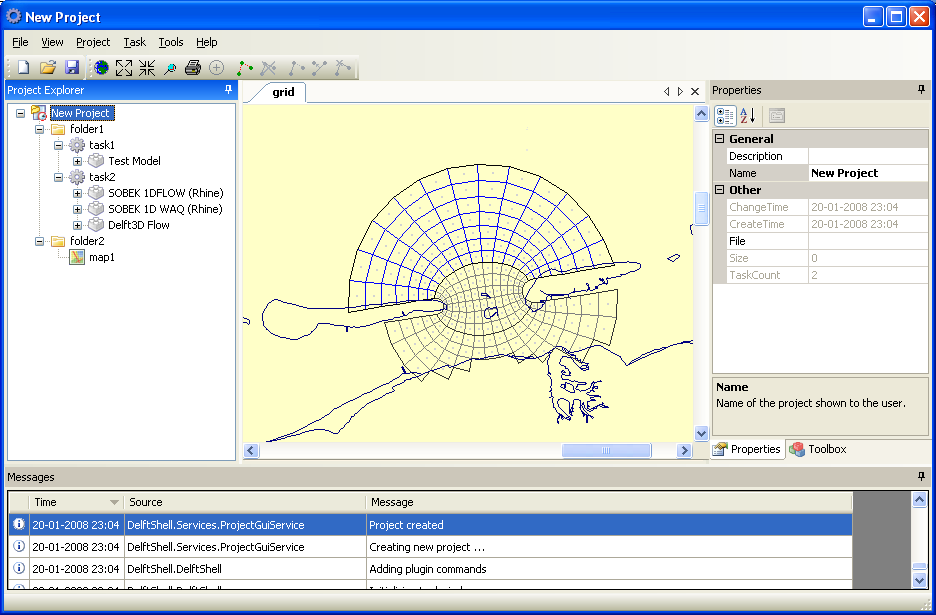 New Project
File View Project Task Tools Help
Project Explorer
New Project
folder1
task1
Test Model
task2
SOBEK 1DFLOW (Rhine)
SOBEK 1D WAQ (Rhine)
Delft3D Flow
folder2
map1
grid
Properties
General
Description
Name New Project
Other
ChangeTime 20-01-2008 23:04
CreateTime 20-01-2008 23:04
File
Size 0
TaskCount 2
Name
Name of the project shown to the user.
Properties Toolbox
Messages
Time Source Message
20-01-2008 23:04 DelftShell.Services.ProjectGuiService Project created
20-01-2008 23:04 DelftShell.Services.ProjectGuiService Creating new project ...
20-01-2008 23:04 DelftShell.DelftShell Adding plugin commands